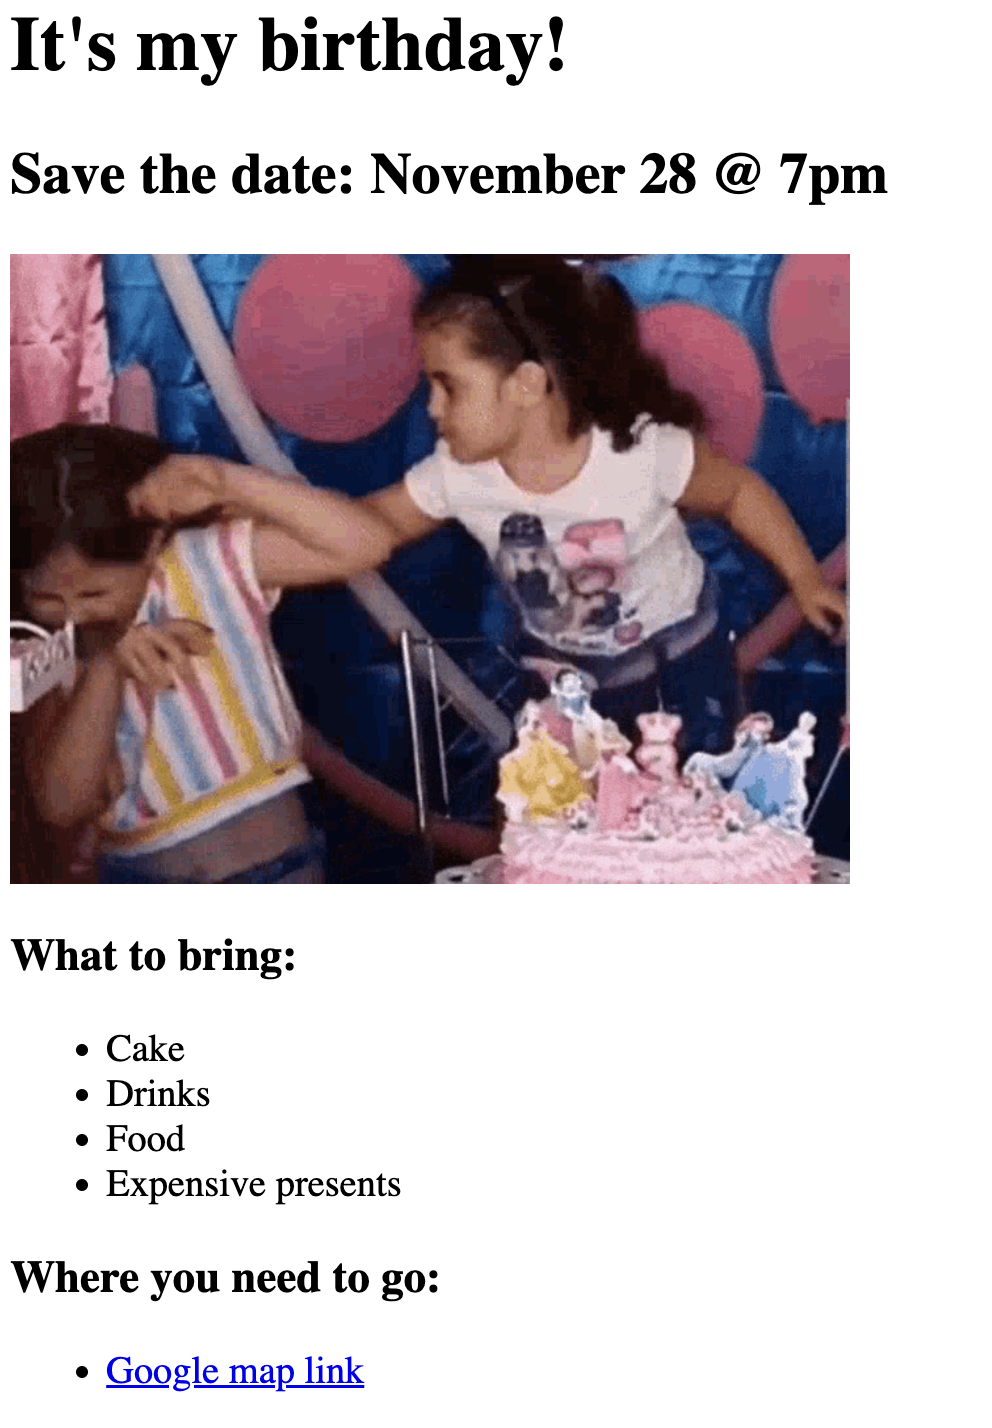 It's my birthday!
Save the date: November 28 @ 7pm
What to bring:
Cake
Drinks
Food
Expensive presents
Where you need to go:
Google map link